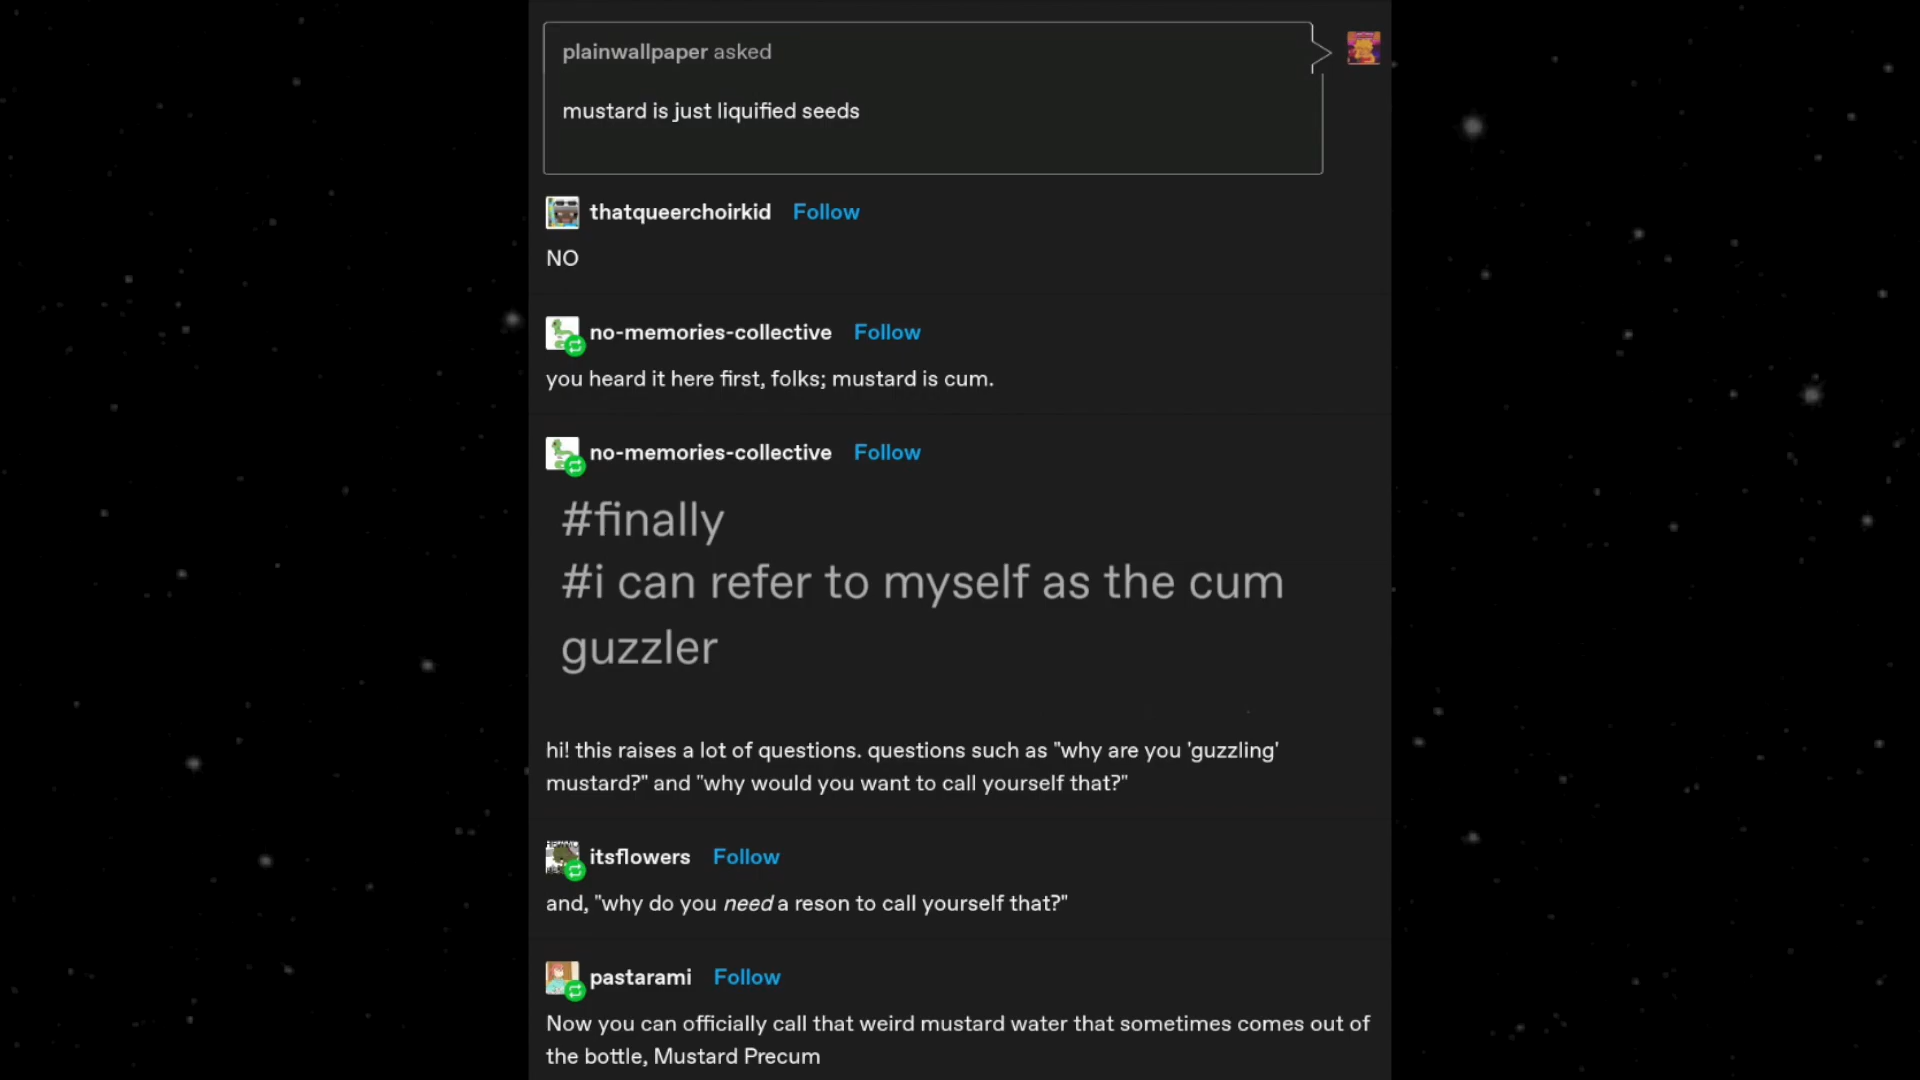 plainwallpaper asked
mustard is just liquified seeds
thatqueerchoirkid Follow
NO
no-memories-collective Follow
you heard it here first, folks; mustard is cum.
no-memories-collective Follow
#finally
#i can refer to myself as the cum
guzzler
hi! this raises a lot of questions. questions such as "why are you 'guzzling'
mustard?" and "why would you want to call yourself that?"
itsflowers Follow
and, "why do you need a reson to call yourself that?"
pastarami Follow
Now you can officially call that weird mustard water that sometimes comes out of
the bottle, Mustard Precum